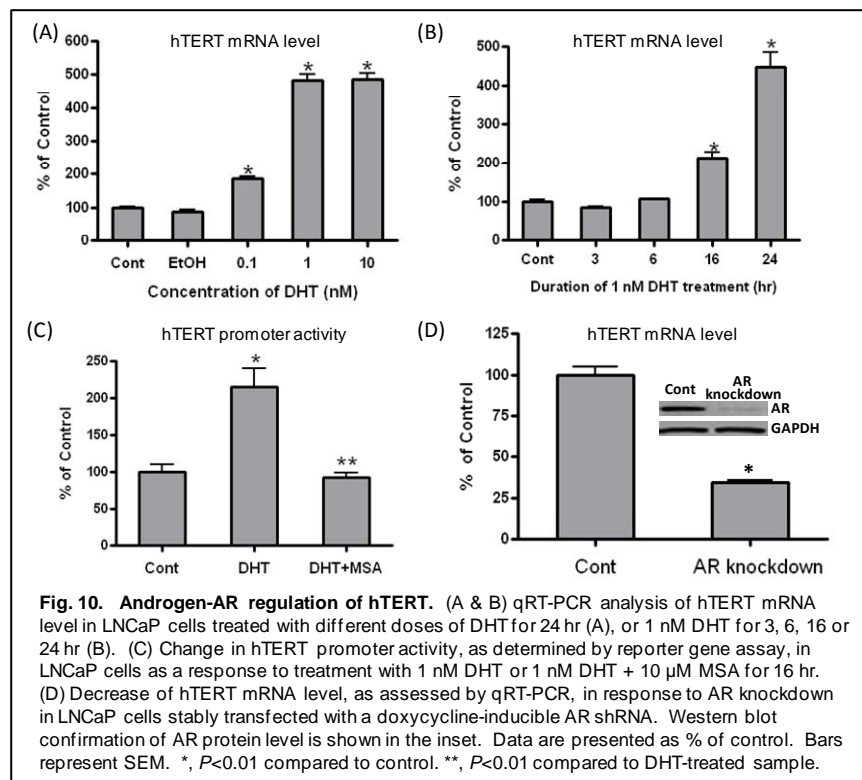 (A)
hTERT mRNA level
% of Control
600
500
400
300
200
100
0
*
*
*
Cont EtOH 0.1 1 10
Concentration of DHT (nM)
(B)
hTERT mRNA level
% of Control
500
400
300
200
100
0
*
*
Cont 3 6 16 24
Duration of 1 nM DHT treatment (hr)
(C)
hTERT promoter activity
% of Control
250
200
150
100
50
0
*
**
Cont DHT DHT+MSA
(D)
hTERT mRNA level
% of Control
125
100
75
50
25
0
Cont AR knockdown
AR
GAPDH
*
Cont AR knockdown
Fig. 10. Androgen-AR regulation of hTERT. (A & B) qRT-PCR analysis of hTERT mRNA
level in LNCaP cells treated with different doses of DHT for 24 hr (A), or 1 nM DHT for 3, 6, 16 or
24 hr (B). (C) Change in hTERT promoter activity, as determined by reporter gene assay, in
LNCaP cells as a response to treatment with 1 nM DHT or 1 nM DHT + 10 µM MSA for 16 hr.
(D) Decrease of hTERT mRNA level, as assessed by qRT-PCR, in response to AR knockdown
in LNCaP cells stably transfected with a doxycycline-inducible AR shRNA. Western blot
confirmation of AR protein level is shown in the inset. Data are presented as % of control. Bars
represent SEM. *, P<0.01 compared to control. **, P<0.01 compared to DHT-treated sample.